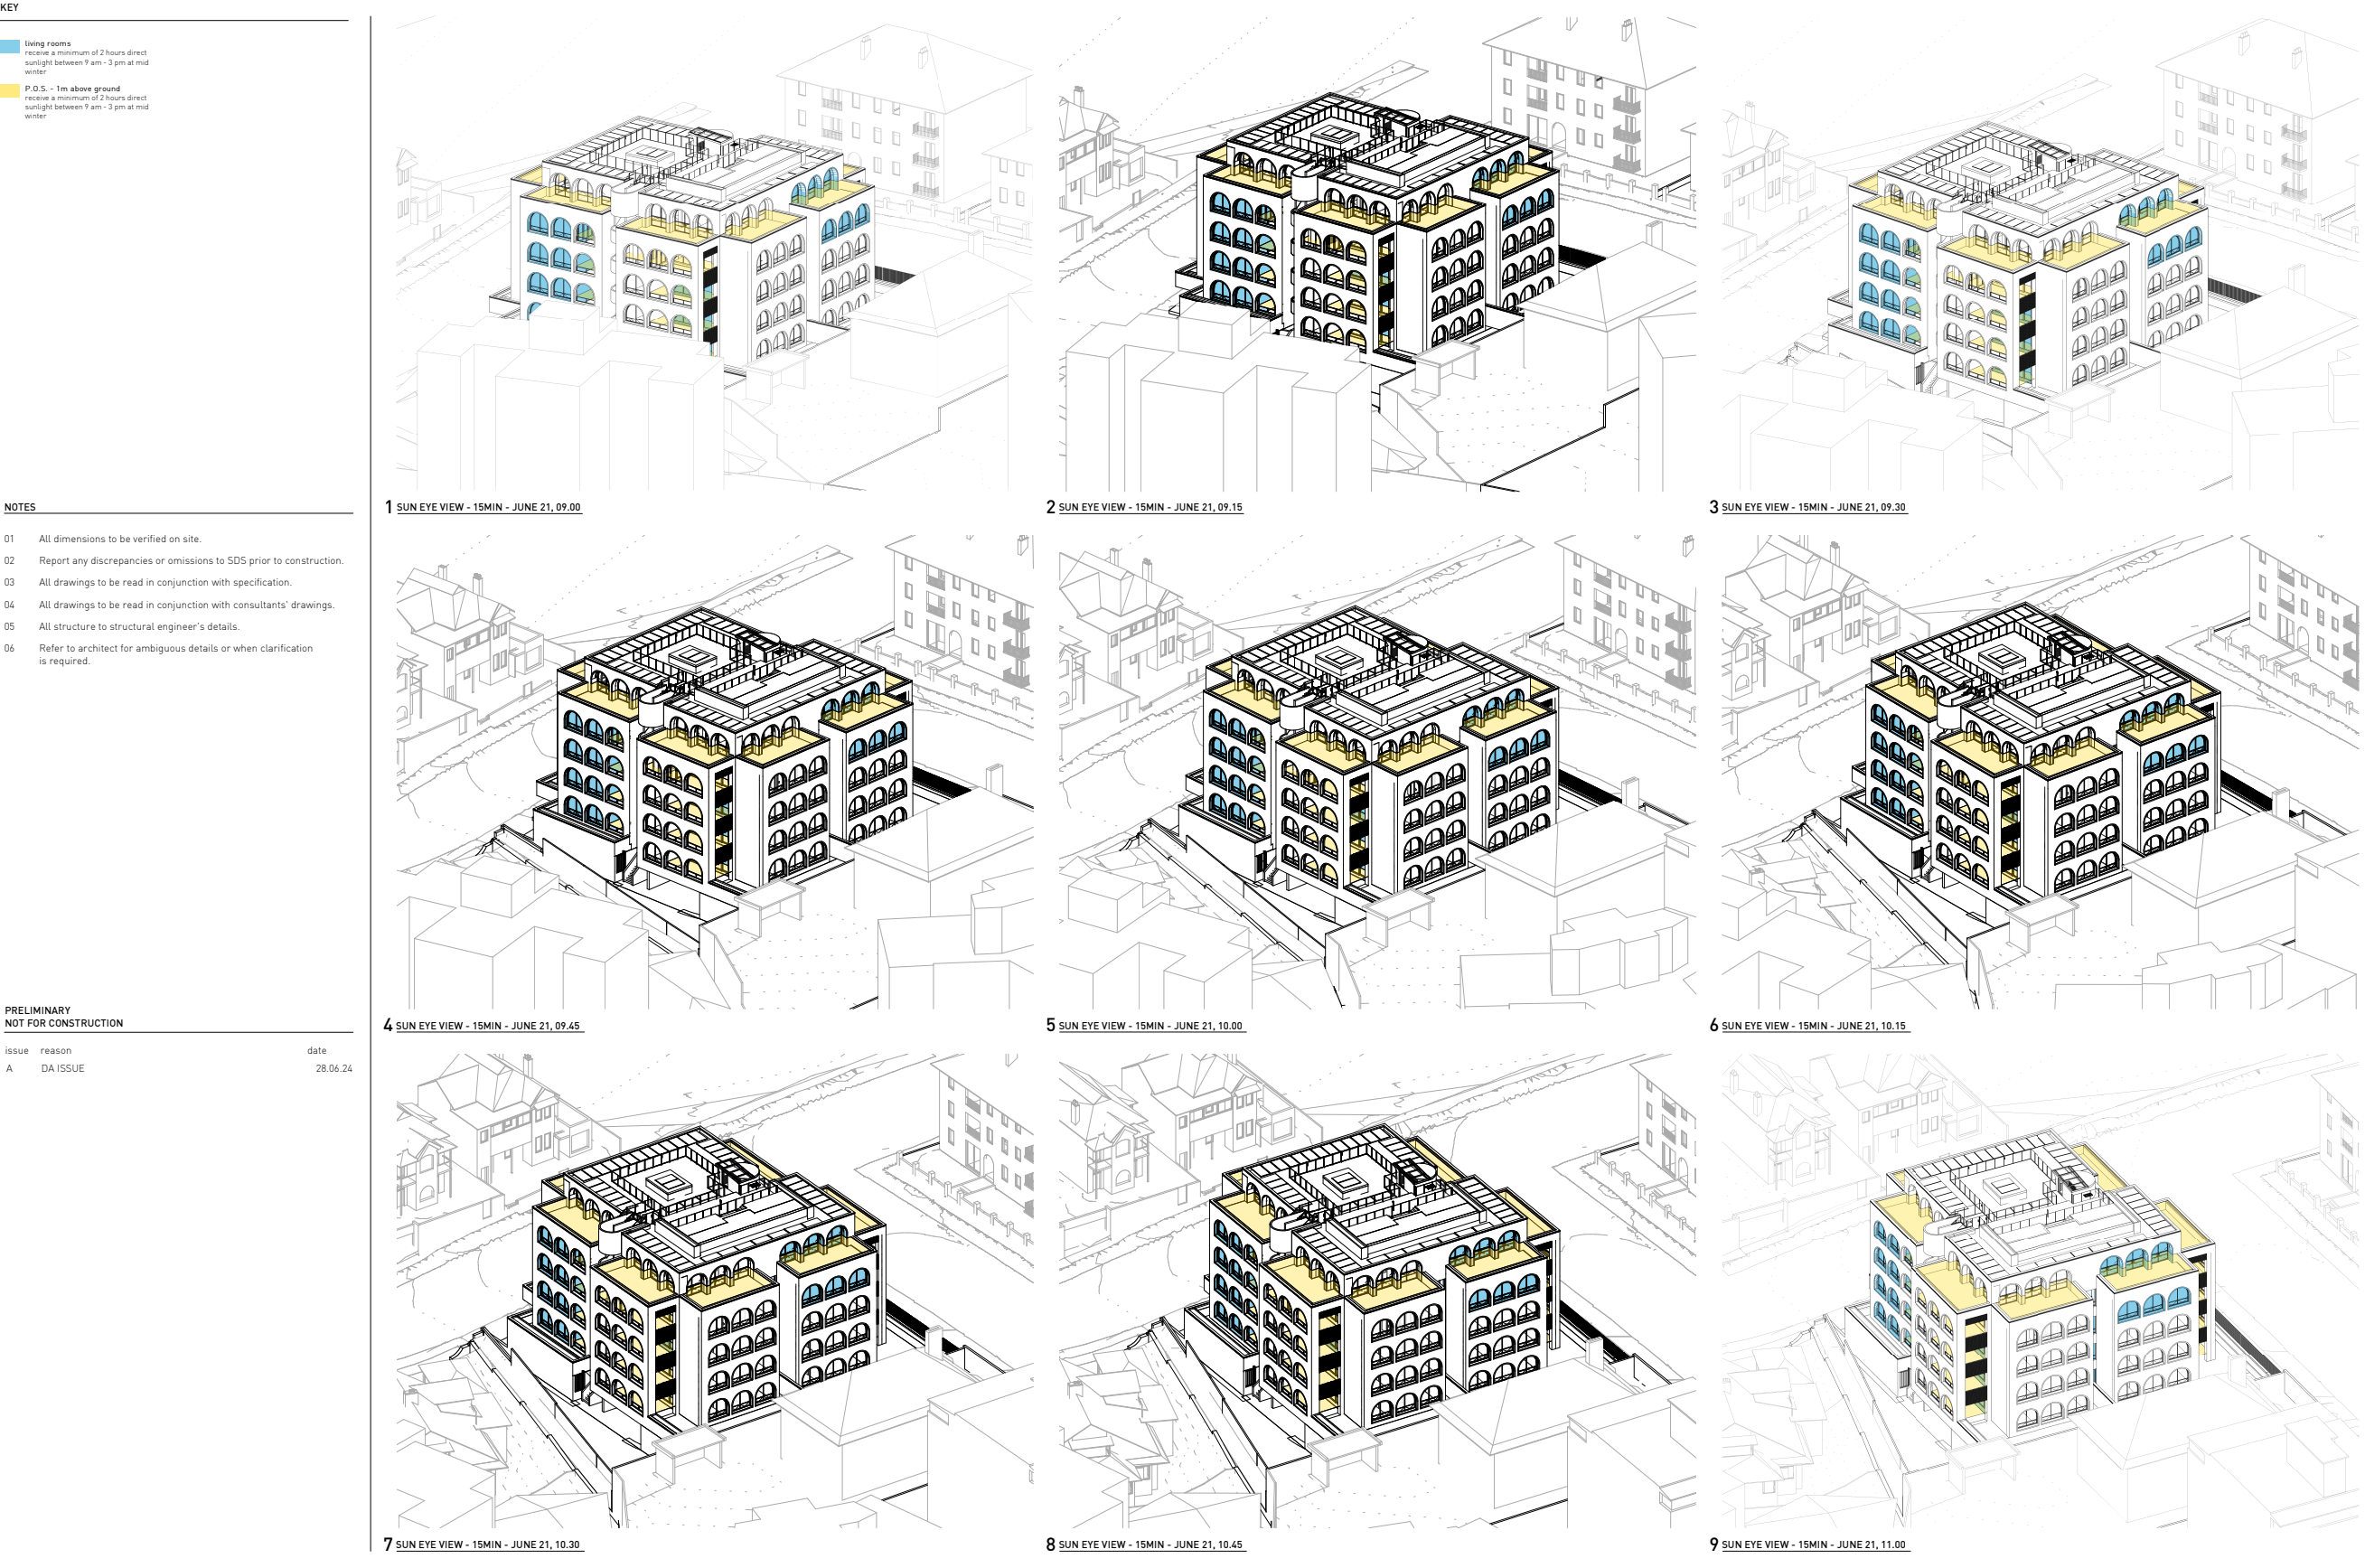 KEY
living rooms
receive a minimum of 2 hours direct
sunlight between 9 am - 3 pm at mid
winter
P.O.S. - 1m above ground
receive a minimum of 2 hours direct
sunlight between 9 am - 3 pm at mid
winter
NOTES
01 All dimensions to be verified on site.
02 Report any discrepancies or omissions to SDS prior to construction.
03 All drawings to be read in conjunction with specification.
04 All drawings to be read in conjunction with consultants' drawings.
05 All structure to structural engineer's details.
06 Refer to architect for ambiguous details or when clarification
is required.
PRELIMINARY
NOT FOR CONSTRUCTION
issue reason date
A DA ISSUE 28.06.24
1 SUN EYE VIEW - 15MIN - JUNE 21, 09.00
2 SUN EYE VIEW - 15MIN - JUNE 21, 09.15
3 SUN EYE VIEW - 15MIN - JUNE 21, 09.30
4 SUN EYE VIEW - 15MIN - JUNE 21, 09.45
5 SUN EYE VIEW - 15MIN - JUNE 21, 10.00
6 SUN EYE VIEW - 15MIN - JUNE 21, 10.15
7 SUN EYE VIEW - 15MIN - JUNE 21, 10.30
8 SUN EYE VIEW - 15MIN - JUNE 21, 10.45
9 SUN EYE VIEW - 15MIN - JUNE 21, 11.00